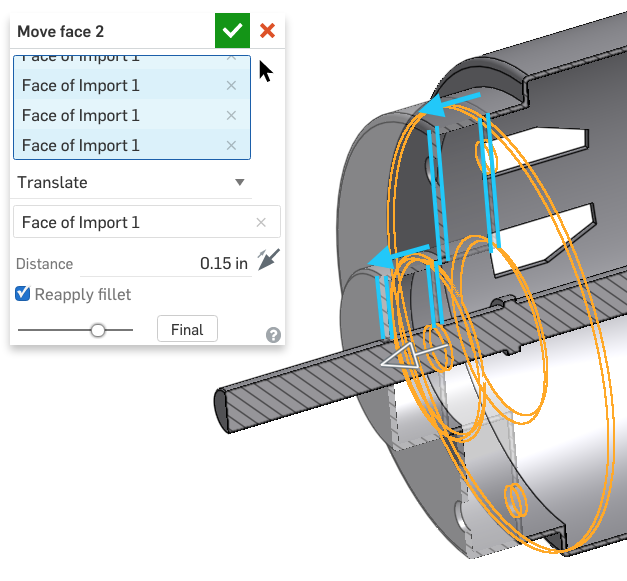 Move face 2
Face of Import 1
Face of Import 1
Face of Import 1
Face of Import 1
Translate
Face of Import 1
Distance 0.15 in
Reapply fillet
Final
?